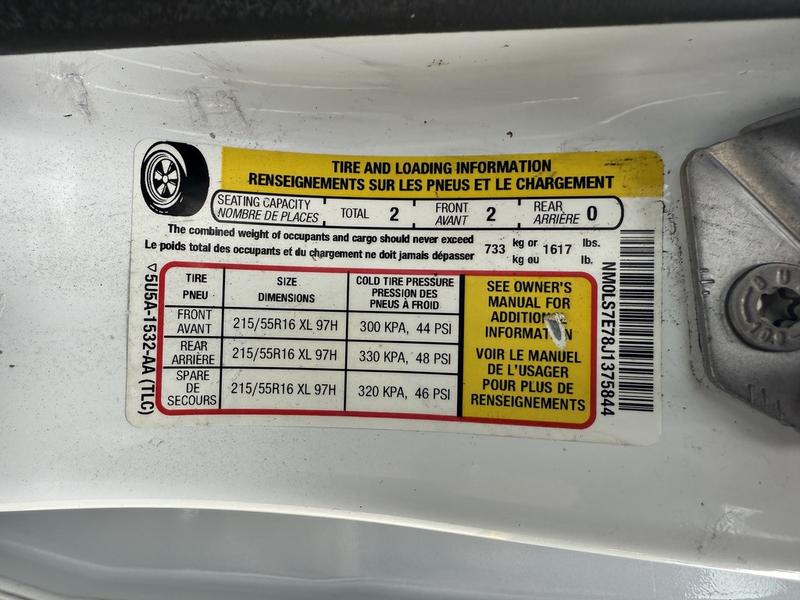 TIRE AND LOADING INFORMATION
RENSEIGNEMENTS SUR LES PNEUS ET LE CHARGEMENT
SEATING CAPACITY
NOMBRE DE PLACES
TOTAL 2
FRONT
AVANT
2
REAR
ARRIÈRE
0
The combined weight of occupants and cargo should never exceed
Le poids total des occupants et du chargement ne doit jamais dépasser
733
kg or
kg ou
1617
lbs.
lb.
TIRE
PNEU
SIZE
DIMENSIONS
COLD TIRE PRESSURE
PRESSION DES
PNEUS À FROID
FRONT
AVANT
215/55R16 XL 97H
300 KPA, 44 PSI
REAR
ARRIÈRE
215/55R16 XL 97H
330 KPA, 48 PSI
SPARE
DE
SECOURS
215/55R16 XL 97H
320 KPA, 46 PSI
SEE OWNER'S
MANUAL FOR
ADDITIONAL
INFORMATION
VOIR LE MANUEL
DE L'USAGER
POUR PLUS DE
RENSEIGNEMENTS
5U5A-1532-AA (TLC)
NM0LS7E78J1375844